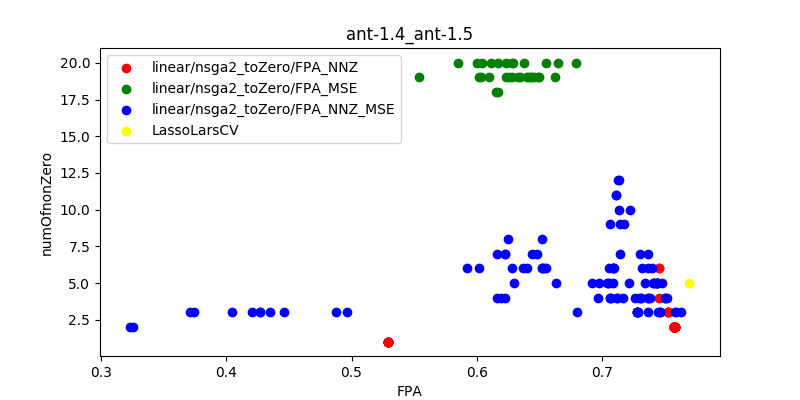 ant-1.4_ant-1.5
linear/nsga2_toZero/FPA_NNZ
linear/nsga2_toZero/FPA_MSE
linear/nsga2_toZero/FPA_NNZ_MSE
LassoLarsCV
numOfnonZero
20.0
17.5
15.0
12.5
10.0
7.5
5.0
2.5
0.3 0.4 0.5 0.6 0.7
FPA